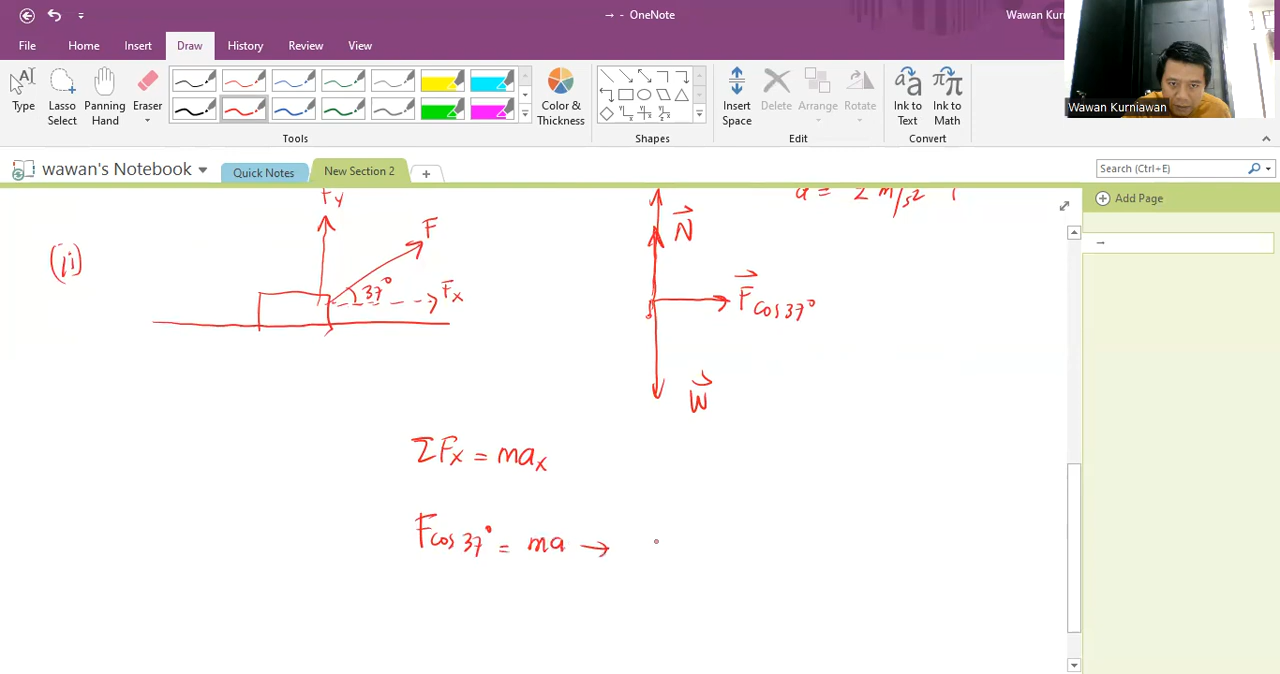 → - OneNote
Wawan Kur
File Home Insert Draw History Review View
Type
Lasso Select
Panning Hand
Eraser
Color & Thickness
Insert Space
Delete
Arrange
Rotate
Ink to Text
Ink to Math
Tools
Shapes
Edit
Convert
Wawan Kurniawan
wawan's Notebook
Quick Notes
New Section 2
Search (Ctrl+E)
Add Page
→
Fy
a = 2 m/s2
(ii)
F
N
37°
Fx
F cos 37°
W
ΣFx = max
F cos 37° = ma →